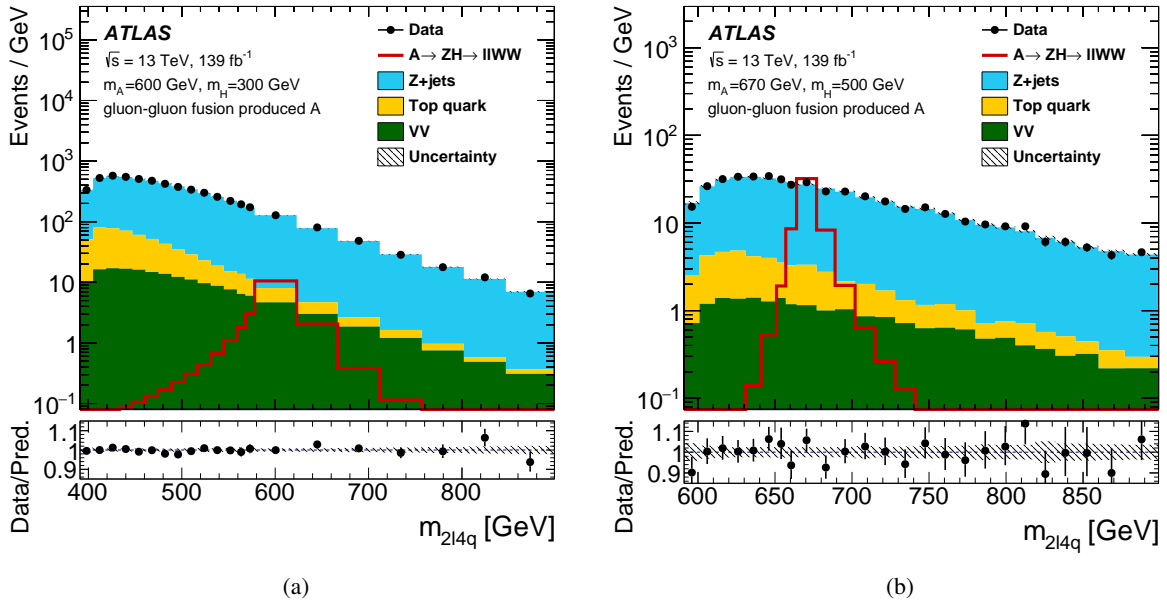 Events / GeV
10⁵
10⁴
10³
10²
10
1
10⁻¹
ATLAS
√s = 13 TeV, 139 fb⁻¹
m_A=600 GeV, m_H=300 GeV
gluon-gluon fusion produced A
Data
A→ ZH→ llWW
Z+jets
Top quark
VV
Uncertainty
Data/Pred.
1.1
1
0.9
400 500 600 700 800
m_2l4q [GeV]
(a)
Events / GeV
10³
10²
10
1
10⁻¹
ATLAS
√s = 13 TeV, 139 fb⁻¹
m_A=670 GeV, m_H=500 GeV
gluon-gluon fusion produced A
Data
A→ ZH→ llWW
Z+jets
Top quark
VV
Uncertainty
Data/Pred.
1.1
1
0.9
600 650 700 750 800 850
m_2l4q [GeV]
(b)